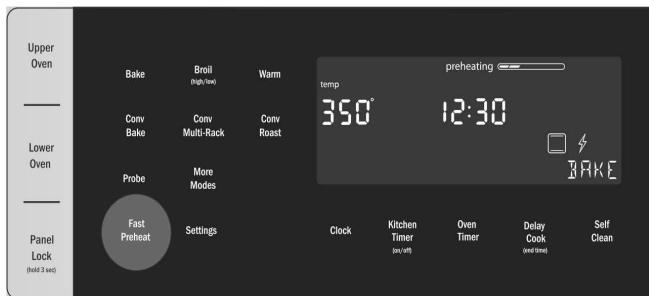 Upper
Oven
Lower
Oven
Panel
Lock
(hold 3 sec)
Bake
Broil
(high/low)
Warm
Conv
Bake
Conv
Multi-Rack
Conv
Roast
Probe
More
Modes
Fast
Preheat
Settings
preheating
temp
350°
12:30
BAKE
Clock
Kitchen
Timer
(on/off)
Oven
Timer
Delay
Cook
(end time)
Self
Clean